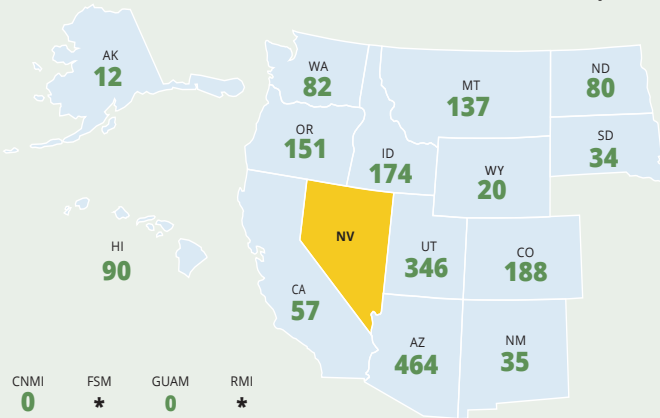 AK
12
WA
82
MT
137
ND
80
OR
151
ID
174
SD
34
WY
20
HI
90
NV
UT
346
CO
188
CA
57
AZ
464
NM
35
CNMI FSM GUAM RMI
0 * 0 *